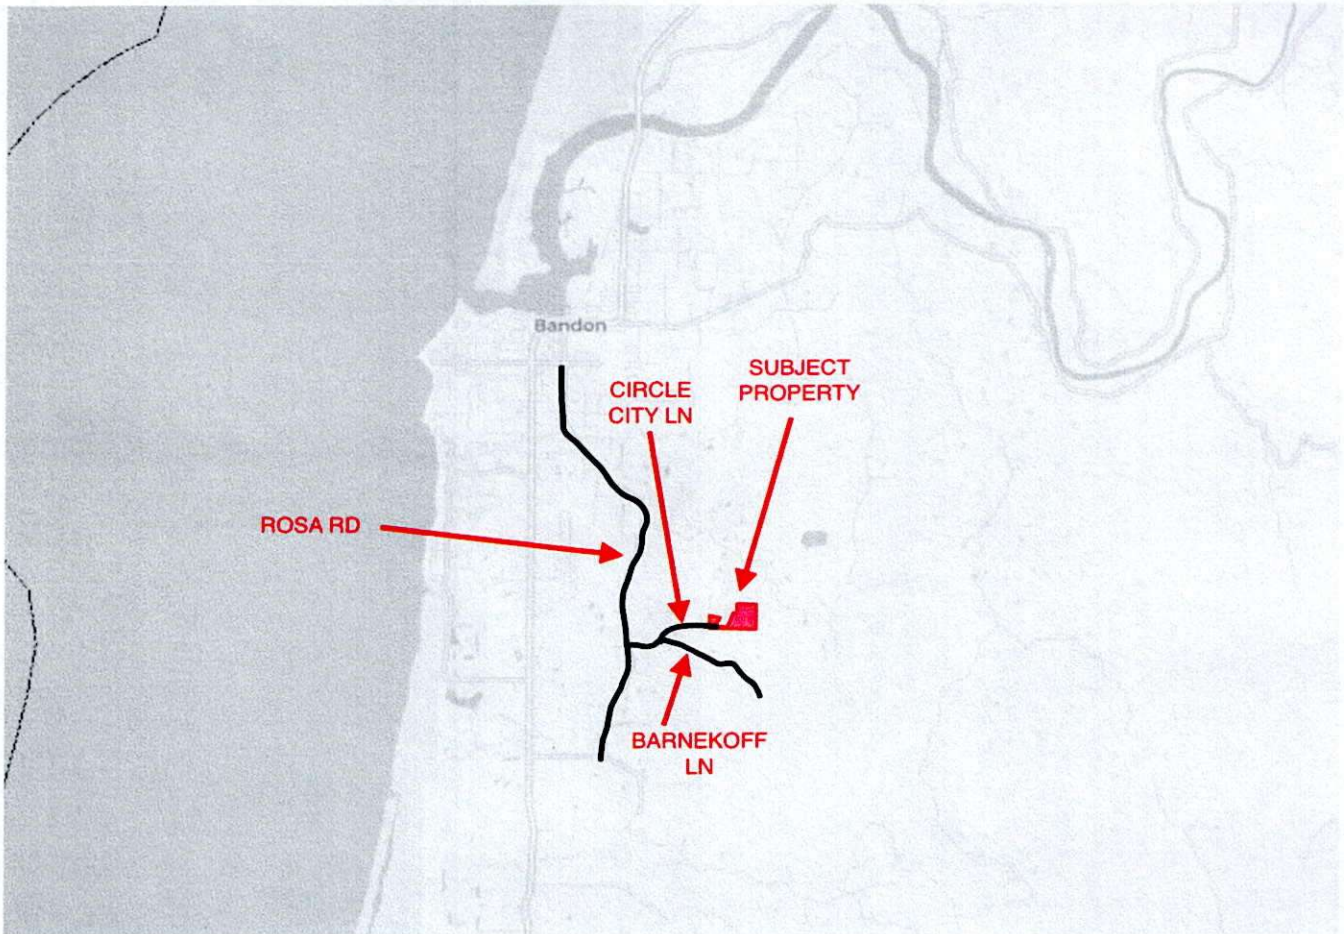 Bandon
CIRCLE
CITY LN
SUBJECT
PROPERTY
ROSA RD
BARNEKOFF
LN